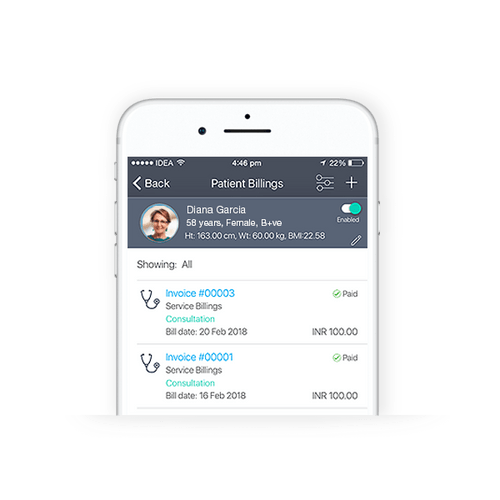 IDEA 4:46 pm 22%
Back Patient Billings
Diana Garcia
58 years, Female, B+ve
Enabled
Ht: 163.00 cm, Wt: 60.00 kg, BMI:22.58
Showing: All
Invoice #00003 Paid
Service Billings
Consultation
Bill date: 20 Feb 2018 INR 100.00
Invoice #00001 Paid
Service Billings
Consultation
Bill date: 16 Feb 2018 INR 100.00